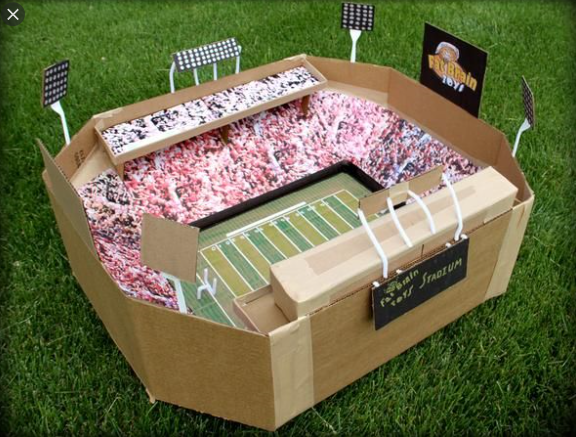 Fat Brain
Toys
Fat Brain
Toys STADIUM